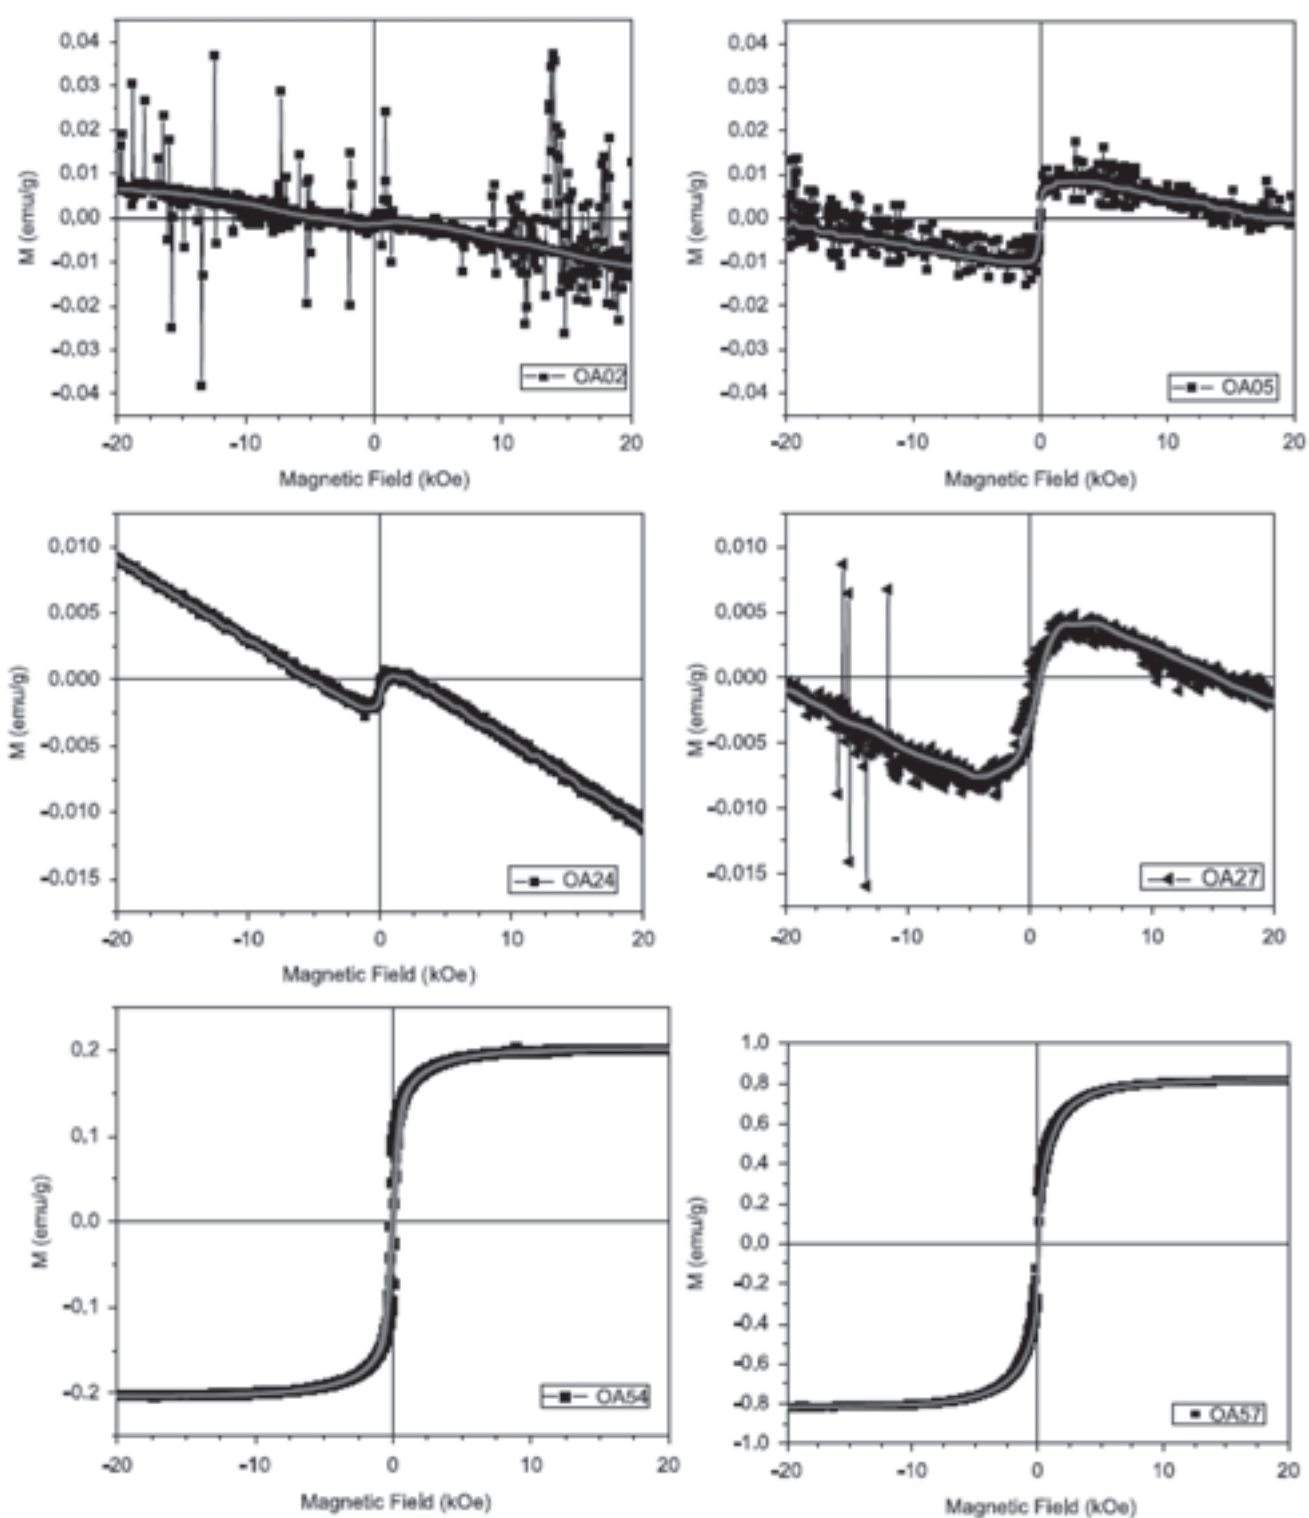 0.04
0.03
0.02
0.01
0.00
-0.01
-0.02
-0.03
-0.04
M (emu/g)
OA02
-20 -10 0 10 20
Magnetic Field (kOe)
0.04
0.03
0.02
0.01
0.00
-0.01
-0.02
-0.03
-0.04
M (emu/g)
OA05
-20 -10 0 10 20
Magnetic Field (kOe)
0.010
0.005
0.000
-0.005
-0.010
-0.015
M (emu/g)
OA24
-20 -10 0 10 20
Magnetic Field (kOe)
0.010
0.005
0.000
-0.005
-0.010
-0.015
M (emu/g)
OA27
-20 -10 0 10 20
0.2
0.1
0.0
-0.1
-0.2
M (emu/g)
OA54
-20 -10 0 10 20
Magnetic Field (kOe)
1.0
0.8
0.6
0.4
0.2
0.0
-0.2
-0.4
-0.6
-0.8
-1.0
M (emu/g)
OA57
-20 -10 0 10 20
Magnetic Field (kOe)